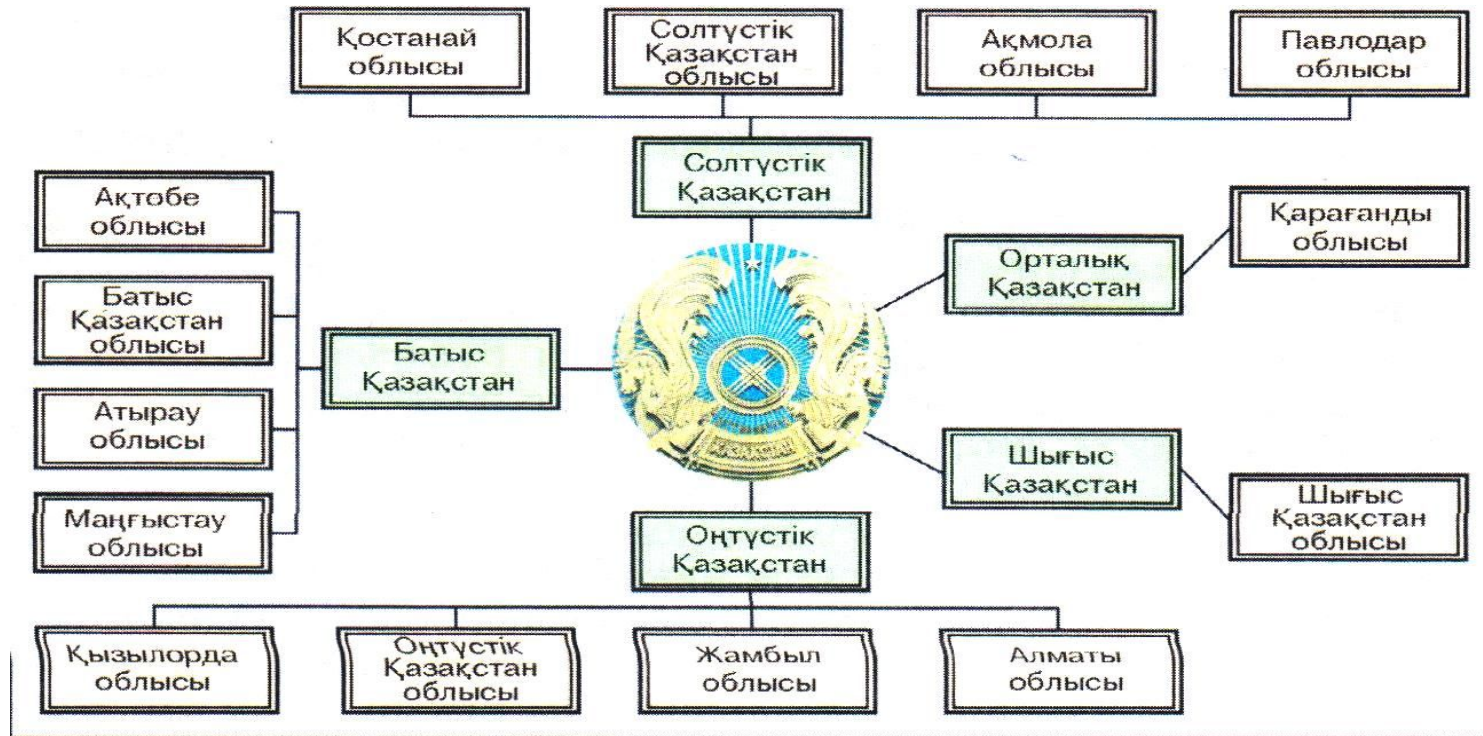 Қостанай
облысы
Солтүстік
Қазақстан
облысы
Ақмола
облысы
Павлодар
облысы
Солтүстік
Қазақстан
Ақтобе
облысы
Батыс
Қазақстан
облысы
Атырау
облысы
Маңғыстау
облысы
Батыс
Қазақстан
Орталық
Қазақстан
Қарағанды
облысы
Шығыс
Қазақстан
Шығыс
Қазақстан
облысы
Оңтүстік
Қазақстан
Қызылорда
облысы
Оңтүстік
Қазақстан
облысы
Жамбыл
облысы
Алматы
облысы